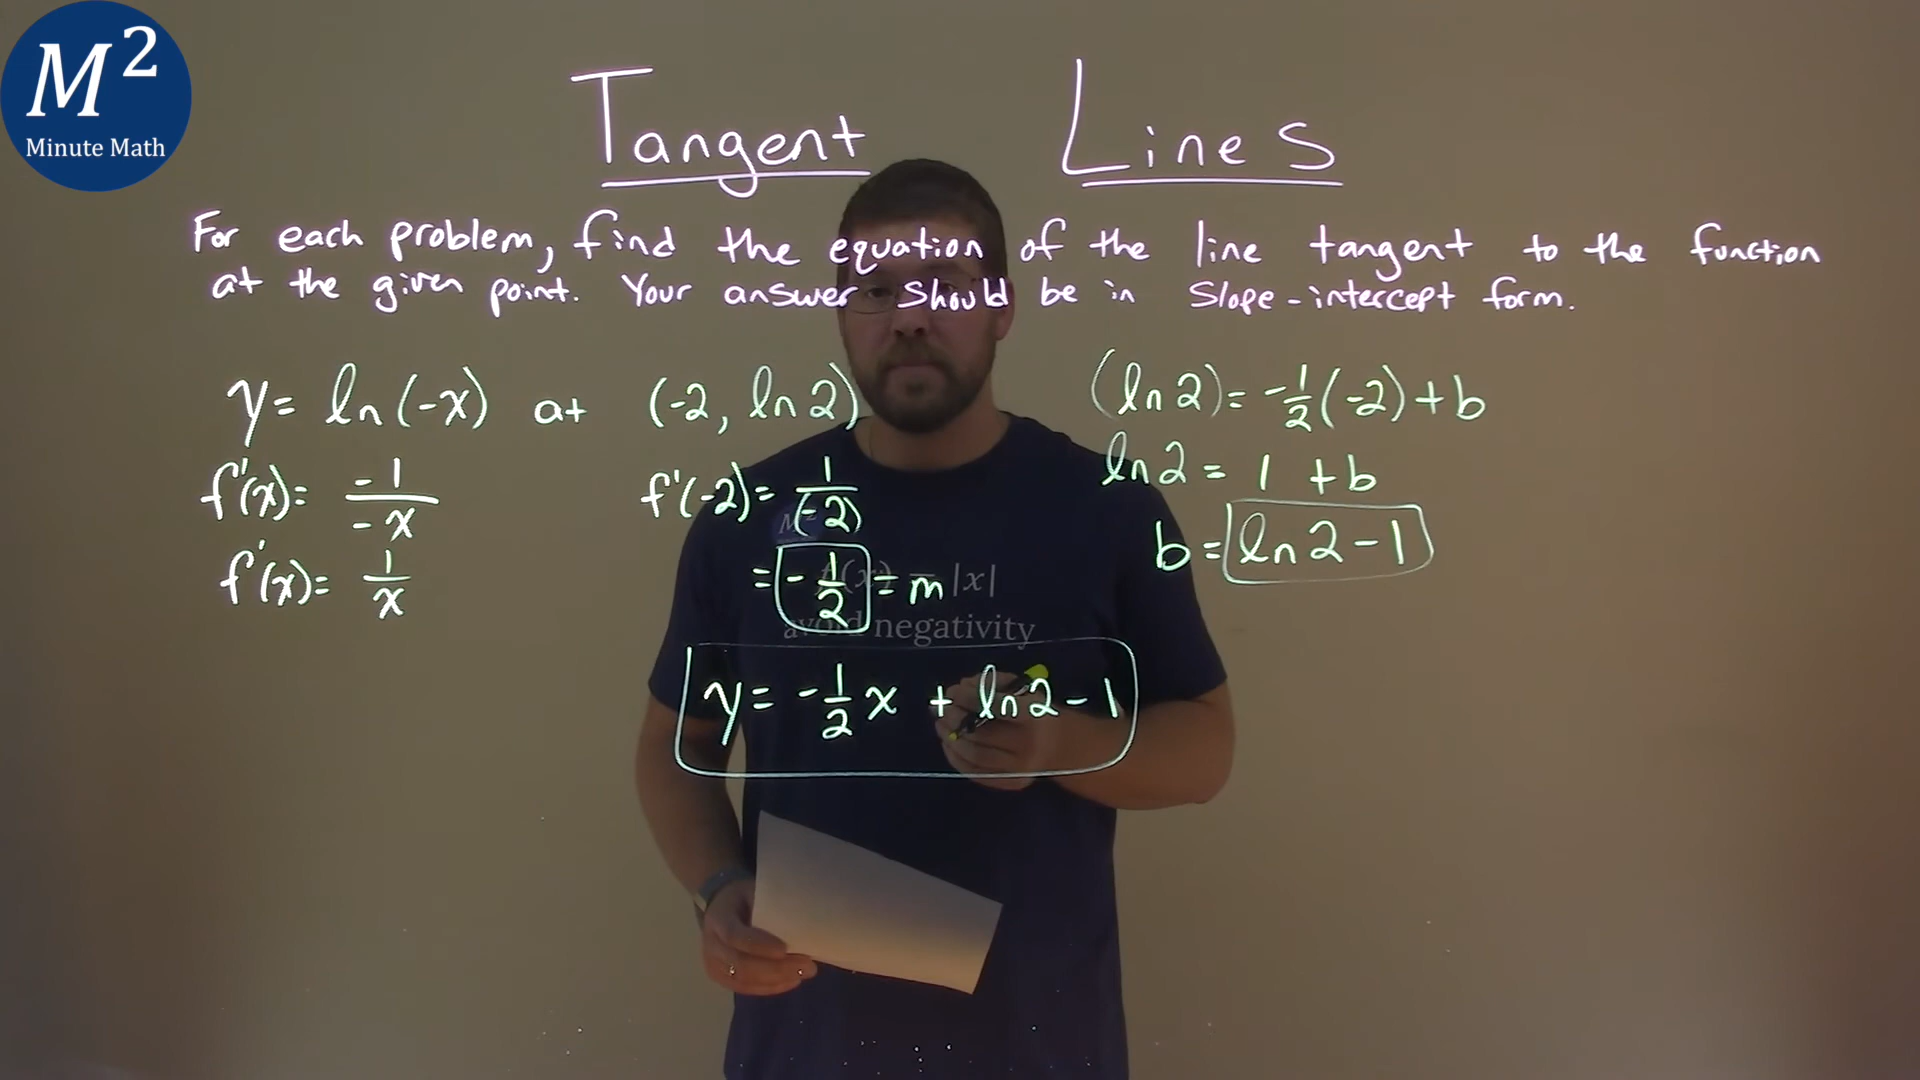 M²
Minute Math
Tangent Lines
For each problem, find the equation of the line tangent to the function
at the given point. Your answer should be in slope-intercept form.
y = ln(-x) at (-2, ln2)
f'(x) = -1/-x
f'(x) = 1/x
f'(-2) = 1/(-2)
= -1/2 = m
(ln2) = -1/2(-2) + b
ln2 = 1 + b
b = ln2 - 1
M²
f(x) = |x|
avoid negativity
y = -1/2x + ln2 - 1